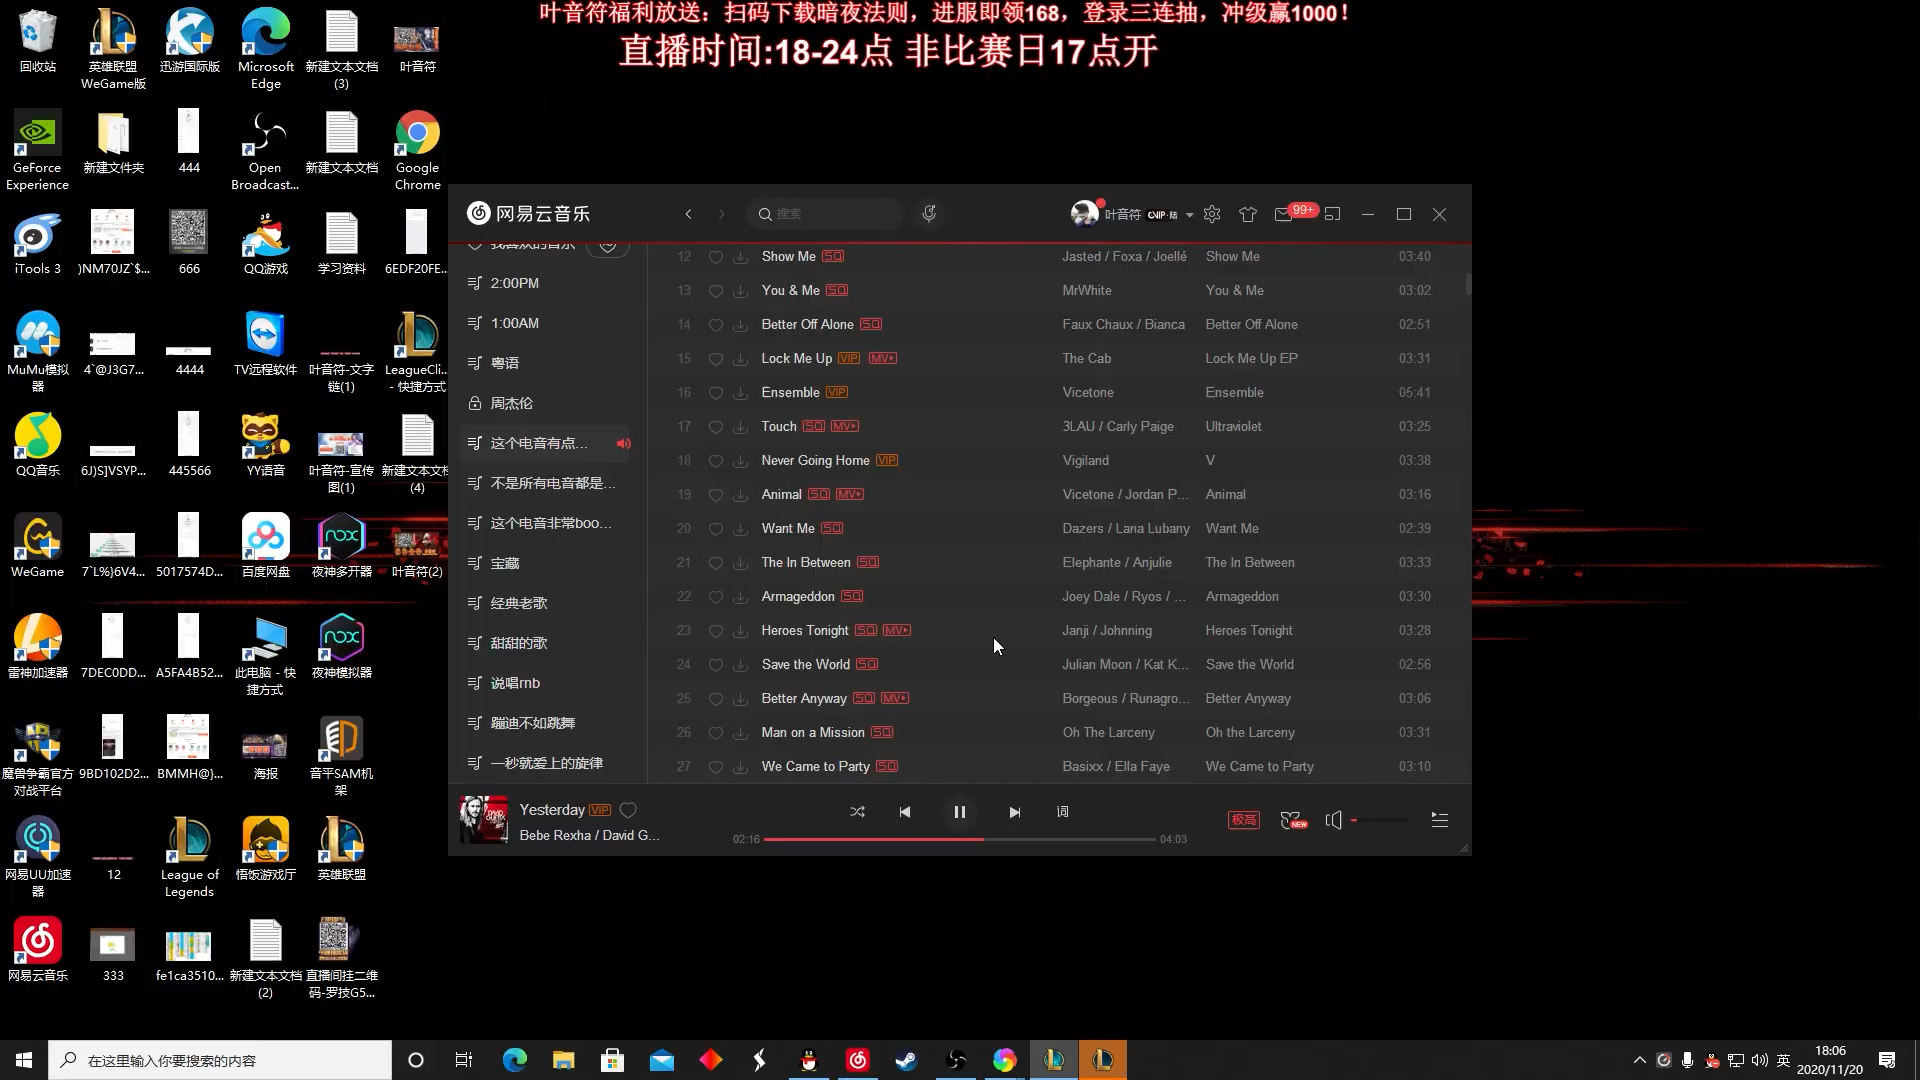 叶音符福利放送：扫码下载暗夜法则，进服即领168，登录三连抽，冲级赢1000！
直播时间:18-24点 非比赛日17点开
回收站
英雄联盟
WeGame版
迅游国际版
Microsoft
Edge
新建文本文档
(3)
叶音符
GeForce
Experience
新建文件夹
444
Open
Broadcast...
新建文本文档
Google
Chrome
iTools 3
)NM70JZ`$...
666
QQ游戏
学习资料
6EDF20FE...
MuMu模拟
器
4`@J3G7...
4444
TV远程软件
叶音符-文字
链(1)
LeagueCli...
- 快捷方式
QQ音乐
6J)S]VSYP...
445566
YY语音
叶音符-宣传
图(1)
新建文本文档
(4)
WeGame
7`L%}6V4...
5017574D...
百度网盘
夜神多开器
叶音符(2)
雷神加速器
7DEC0DD...
A5FA4B52...
此电脑 - 快
捷方式
夜神模拟器
魔兽争霸官方
对战平台
9BD102D2...
BMMH@}...
海报
音平SAM机
架
网易UU加速
器
12
League of
Legends
悟饭游戏厅
英雄联盟
网易云音乐
333
fe1ca3510...
新建文本文档
(2)
直播间挂二维
码-罗技G5...
网易云音乐
搜索
叶音符
99+
我喜欢的音乐
2:00PM
1:00AM
粤语
周杰伦
这个电音有点...
不是所有电音都是...
这个电音非常boo...
宝藏
经典老歌
甜甜的歌
说唱rnb
蹦迪不如跳舞
一秒就爱上的旋律
12 Show Me SQ Jasted / Foxa / Joellé Show Me 03:40
13 You & Me SQ MrWhite You & Me 03:02
14 Better Off Alone SQ Faux Chaux / Bianca Better Off Alone 02:51
15 Lock Me Up VIP MV The Cab Lock Me Up EP 03:31
16 Ensemble VIP Vicetone Ensemble 05:41
17 Touch SQ MV 3LAU / Carly Paige Ultraviolet 03:25
18 Never Going Home VIP Vigiland V 03:38
19 Animal SQ MV Vicetone / Jordan P... Animal 03:16
20 Want Me SQ Dazers / Lana Lubany Want Me 02:39
21 The In Between SQ Elephante / Anjulie The In Between 03:33
22 Armageddon SQ Joey Dale / Ryos / ... Armageddon 03:30
23 Heroes Tonight SQ MV Janji / Johnning Heroes Tonight 03:28
24 Save the World SQ Julian Moon / Kat K... Save the World 02:56
25 Better Anyway SQ MV Borgeous / Runagro... Better Anyway 03:06
26 Man on a Mission SQ Oh The Larceny Oh the Larceny 03:31
27 We Came to Party SQ Basixx / Ella Faye We Came to Party 03:10
Yesterday VIP
Bebe Rexha / David G...
词
02:16
04:03
极高
NEW
在这里输入你要搜索的内容
英
18:06
2020/11/20